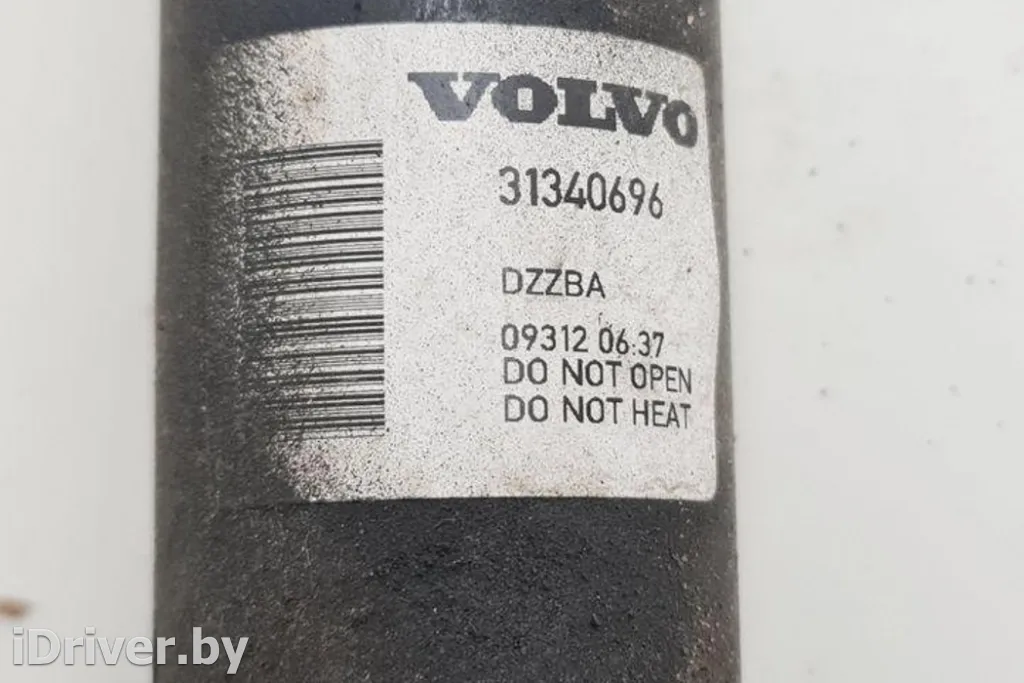 VOLVO
31340696
DZZBA
09312 06:37
DO NOT OPEN
DO NOT HEAT
iDriver.by